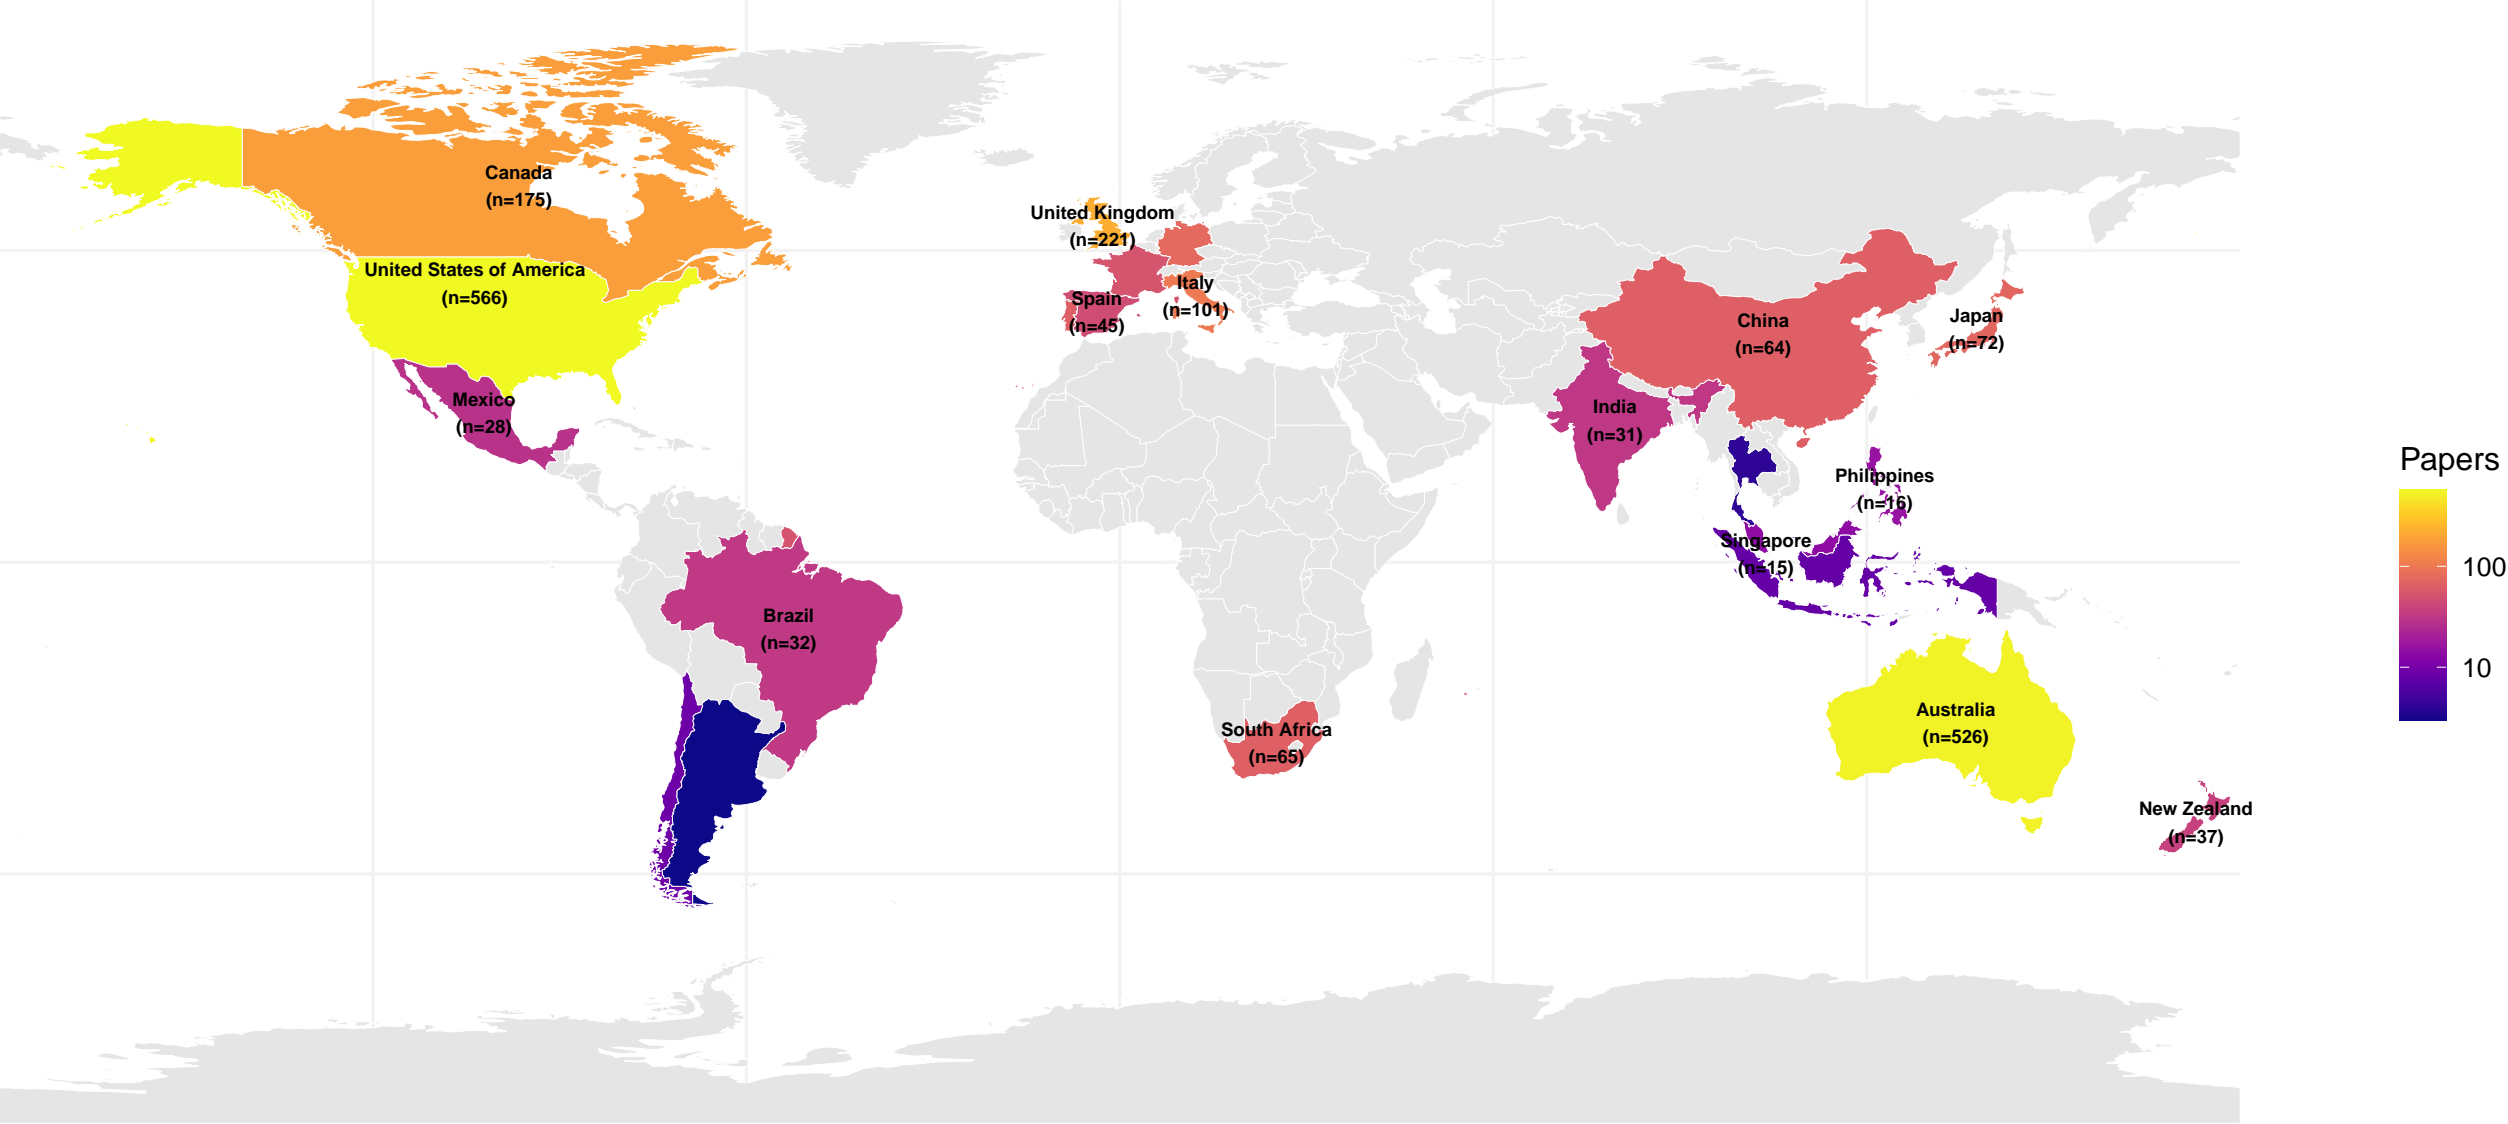 Canada
(n=175)
United Kingdom
(n=221)
United States of America
(n=566)
Italy
(n=101)
Spain
(n=45)
China
(n=64)
Japan
(n=72)
Mexico
(n=28)
India
(n=31)
Philippines
(n=16)
Singapore
(n=15)
Brazil
(n=32)
South Africa
(n=65)
Australia
(n=526)
New Zealand
(n=37)
Papers
100
10